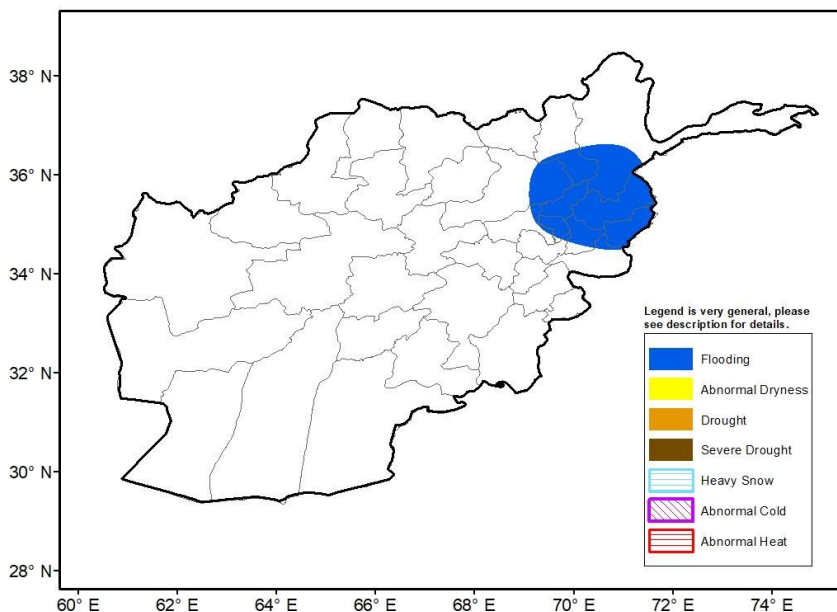 38° N
36° N
34° N
32° N
30° N
28° N
60° E 62° E 64° E 66° E 68° E 70° E 72° E 74° E
Legend is very general, please
see description for details.
Flooding
Abnormal Dryness
Drought
Severe Drought
Heavy Snow
Abnormal Cold
Abnormal Heat